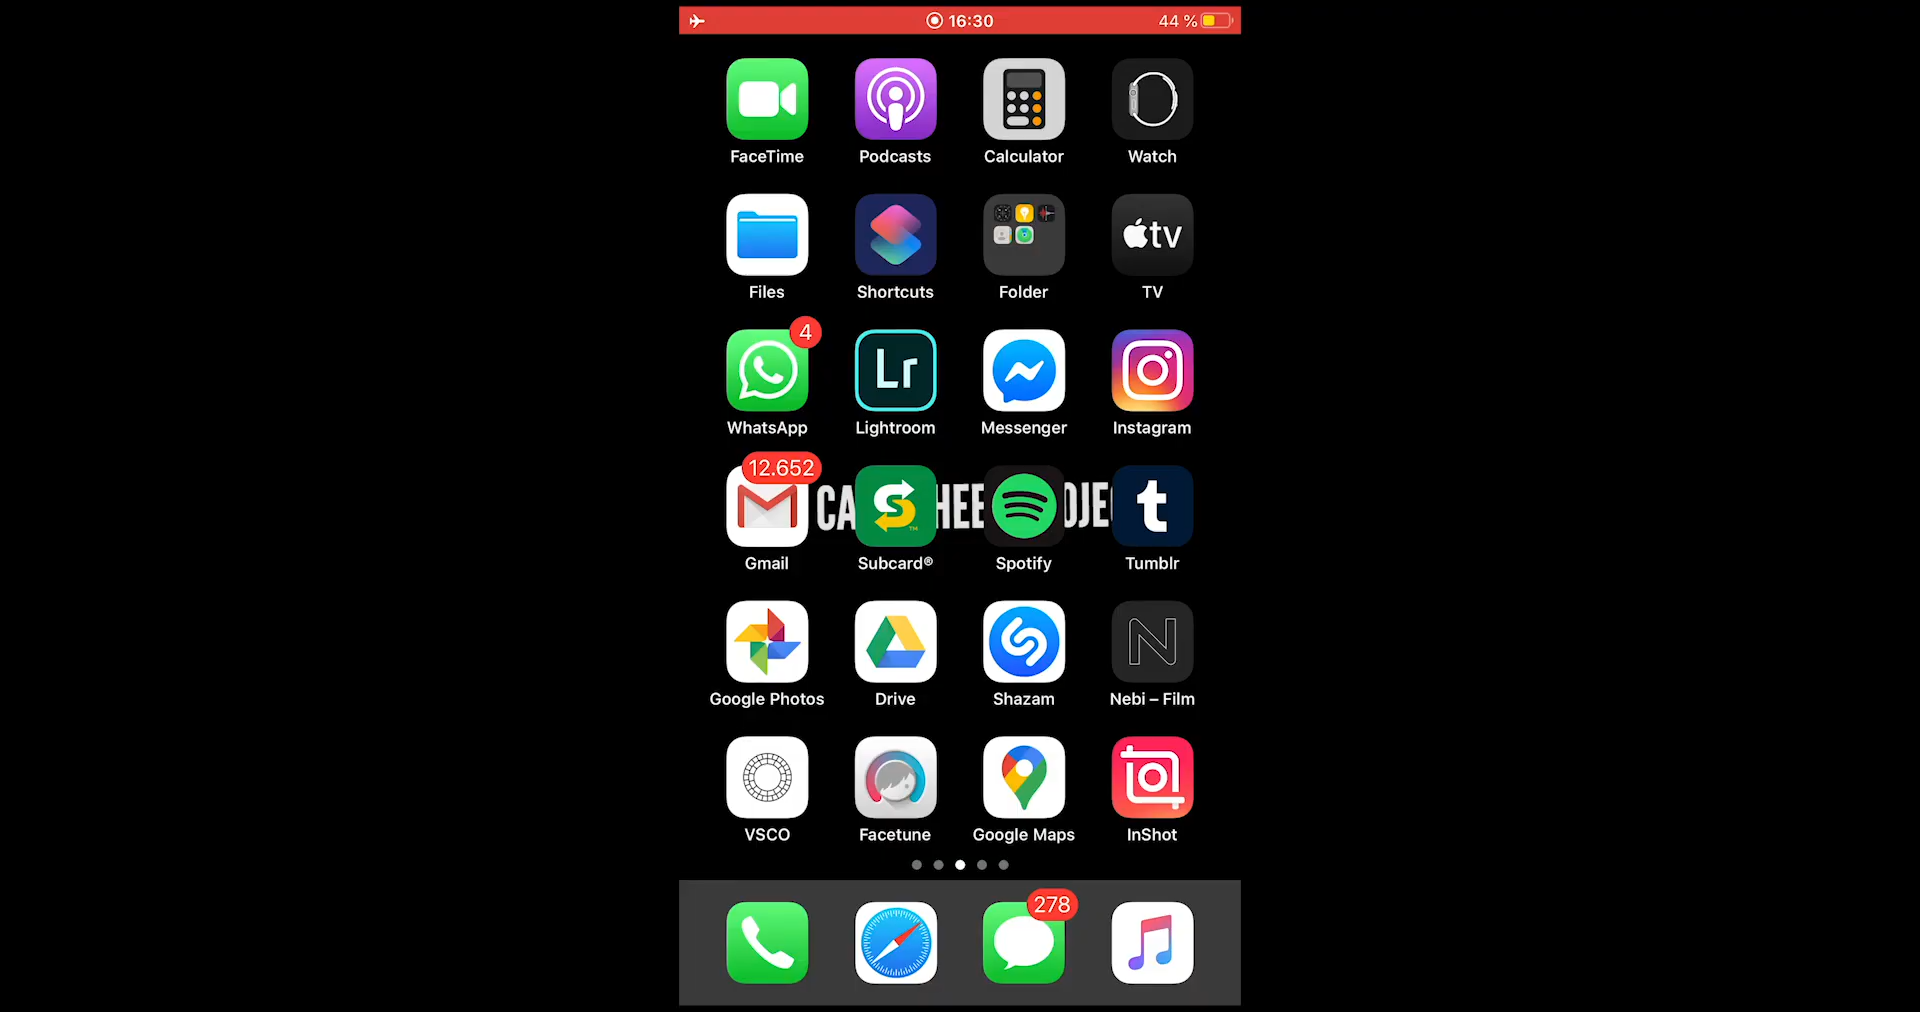 16:30 44 %
FaceTime Podcasts Calculator Watch
tv
Files Shortcuts Folder TV
4
Lr
WhatsApp Lightroom Messenger Instagram
12.652
t
Gmail Subcard® Spotify Tumblr
N
Google Photos Drive Shazam Nebi – Film
VSCO Facetune Google Maps InShot
278